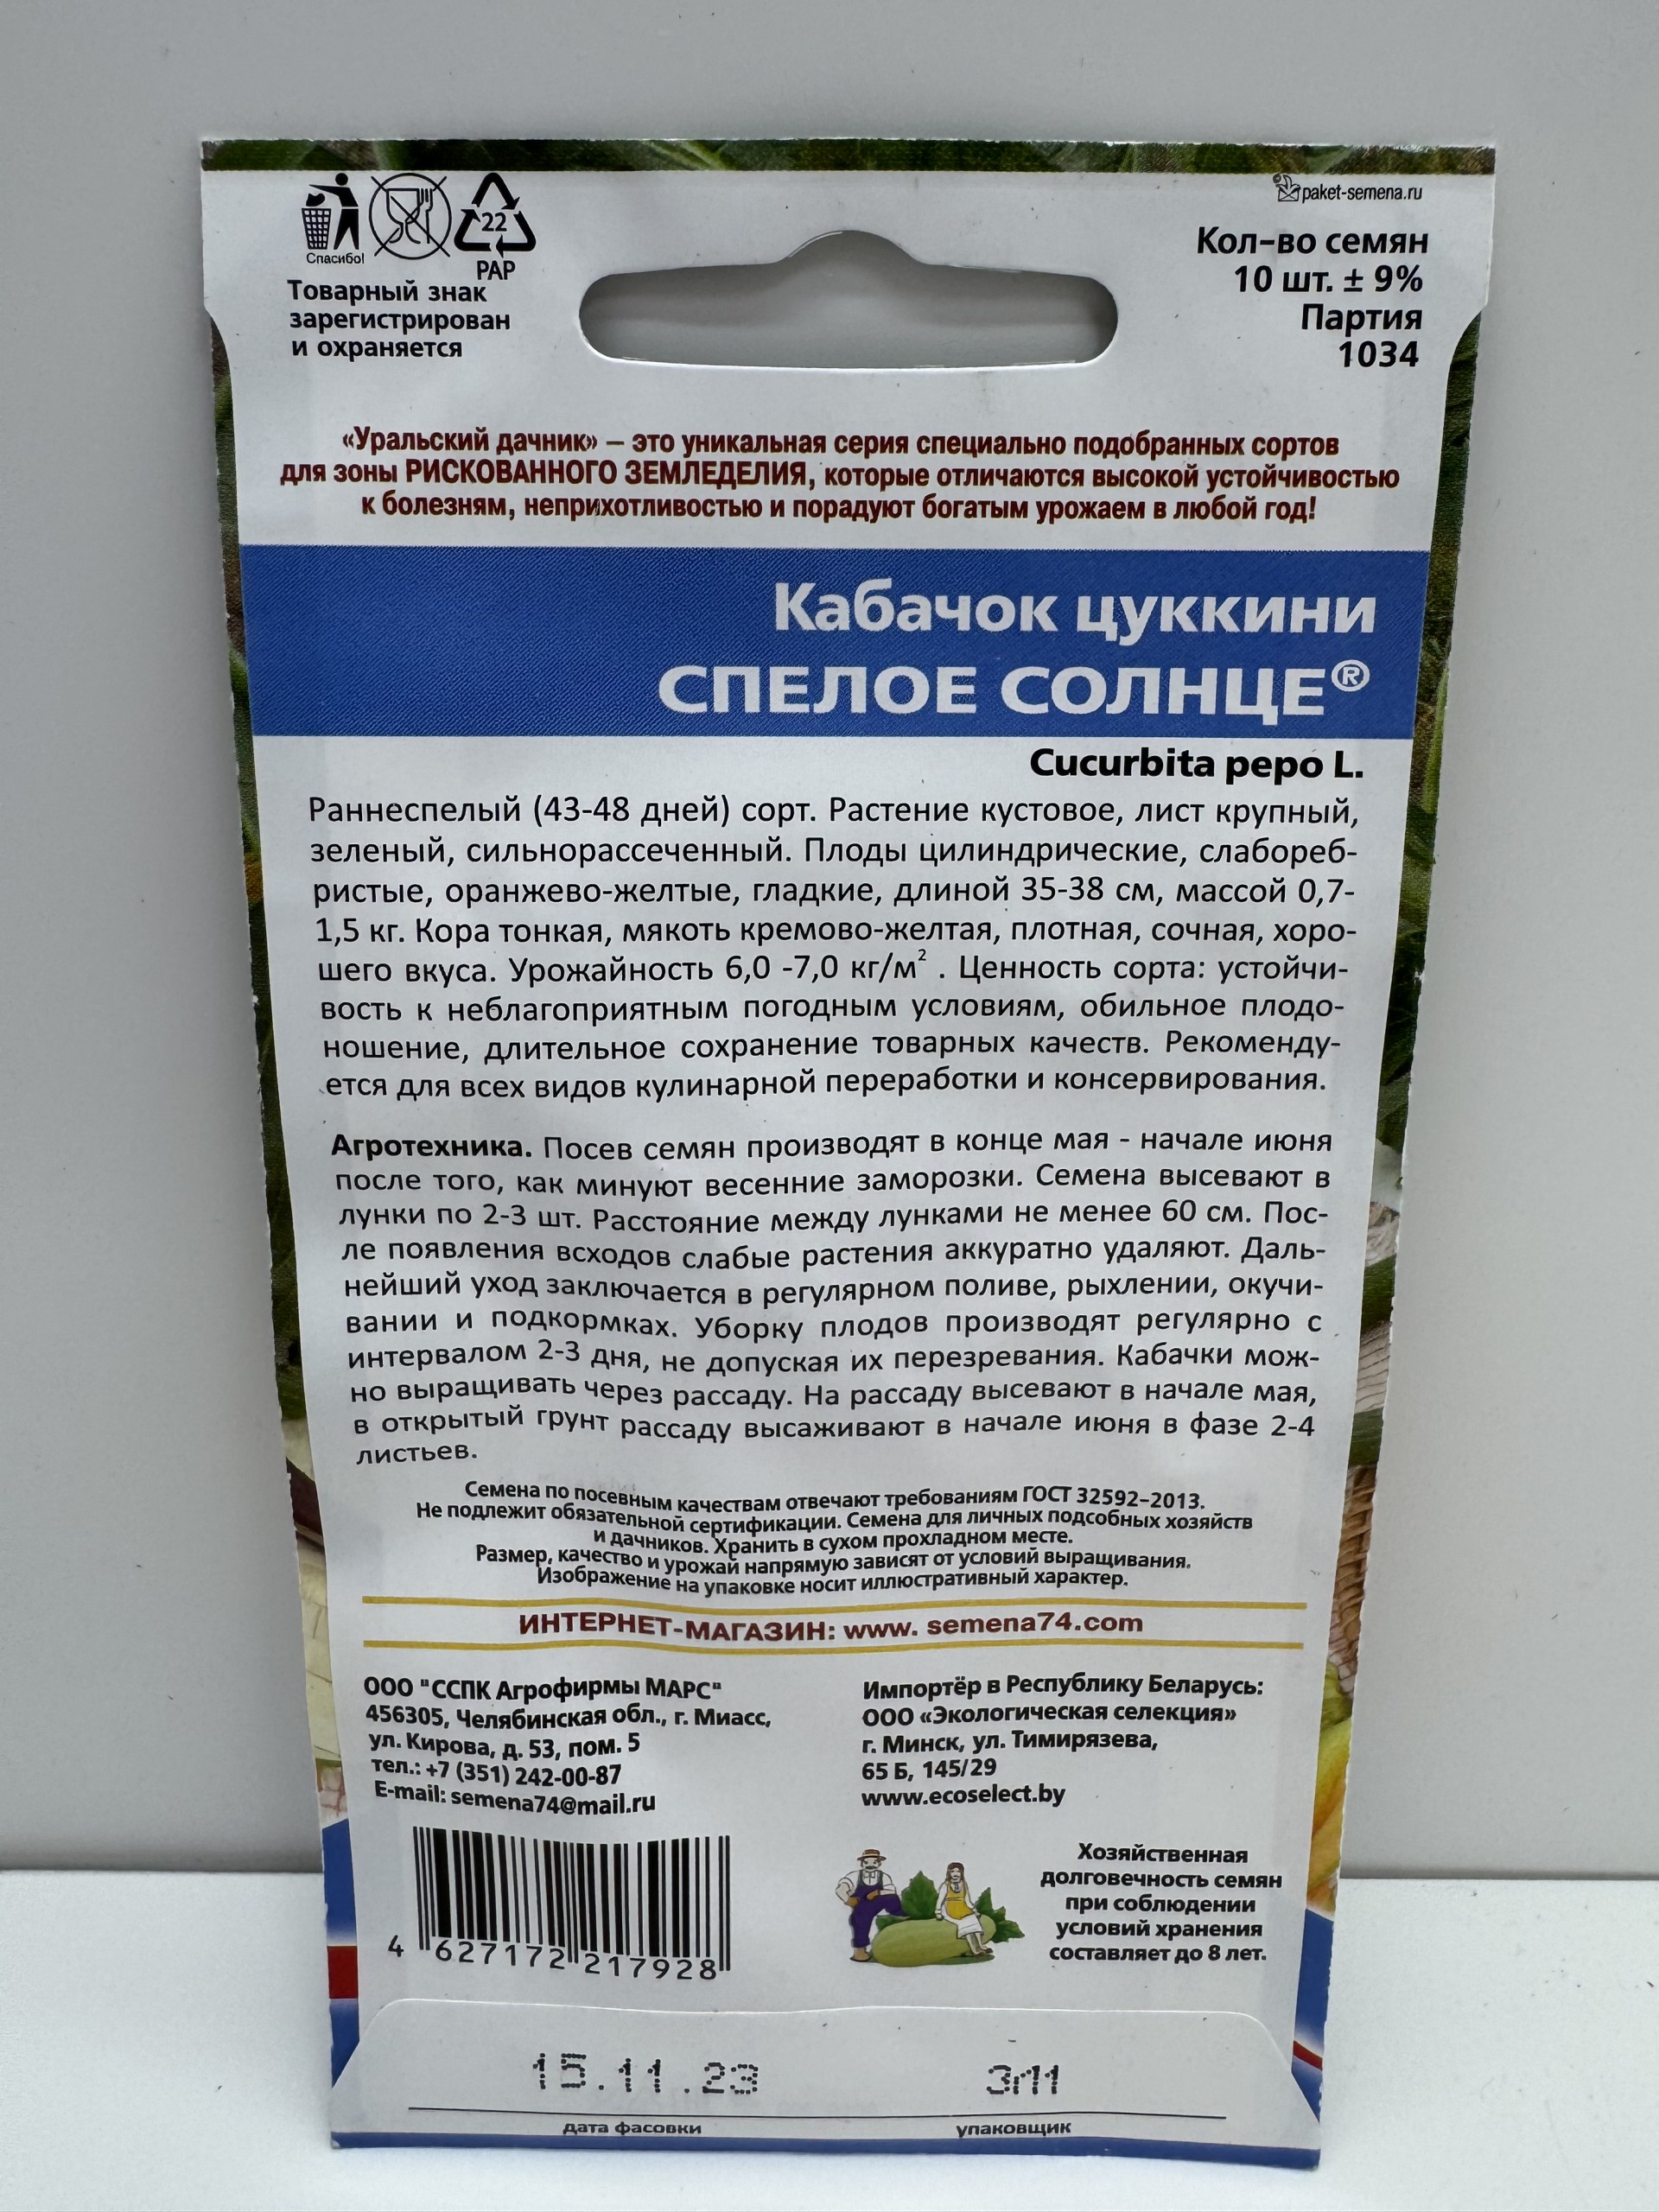 paket-semena.ru
Спасибо!
22
PAP
Товарный знак
зарегистрирован
и охраняется
Кол-во семян
10 шт. ± 9%
Партия
1034
«Уральский дачник» – это уникальная серия специально подобранных сортов
для зоны РИСКОВАННОГО ЗЕМЛЕДЕЛИЯ, которые отличаются высокой устойчивостью
к болезням, неприхотливостью и порадуют богатым урожаем в любой год!
Кабачок цуккини
СПЕЛОЕ СОЛНЦЕ®
Cucurbita pepo L.
Раннеспелый (43-48 дней) сорт. Растение кустовое, лист крупный,
зеленый, сильнорассеченный. Плоды цилиндрические, слаборебристые
ристые, оранжево-желтые, гладкие, длиной 35-38 см, массой 0,7-
1,5 кг. Кора тонкая, мякоть кремово-желтая, плотная, сочная, хоро-
шего вкуса. Урожайность 6,0 -7,0 кг/м² . Ценность сорта: устойчи-
вость к неблагоприятным погодным условиям, обильное плодо-
ношение, длительное сохранение товарных качеств. Рекоменду-
ется для всех видов кулинарной переработки и консервирования.
Агротехника. Посев семян производят в конце мая - начале июня
после того, как минуют весенние заморозки. Семена высевают в
лунки по 2-3 шт. Расстояние между лунками не менее 60 см. Пос-
ле появления всходов слабые растения аккуратно удаляют. Даль-
нейший уход заключается в регулярном поливе, рыхлении, окучи-
вании и подкормках. Уборку плодов производят регулярно с
интервалом 2-3 дня, не допуская их перезревания. Кабачки мож-
но выращивать через рассаду. На рассаду высевают в начале мая,
в открытый грунт рассаду высаживают в начале июня в фазе 2-4
листьев.
Семена по посевным качествам отвечают требованиям ГОСТ 32592-2013.
Не подлежит обязательной сертификации. Семена для личных подсобных хозяйств
и дачников. Хранить в сухом прохладном месте.
Размер, качество и урожай напрямую зависят от условий выращивания.
Изображение на упаковке носит иллюстративный характер.
ИНТЕРНЕТ-МАГАЗИН: www. semena74.com
ООО "ССПК Агрофирмы МАРС"
456305, Челябинская обл., г. Миасс,
ул. Кирова, д. 53, пом. 5
тел.: +7 (351) 242-00-87
E-mail: semena74@mail.ru
Импортёр в Республику Беларусь:
ООО «Экологическая селекция»
г. Минск, ул. Тимирязева,
65 Б, 145/29
www.ecoselect.by
4 627172 217928
Хозяйственная
долговечность семян
при соблюдении
условий хранения
составляет до 8 лет.
15.11.23
дата фасовки
упаковщик